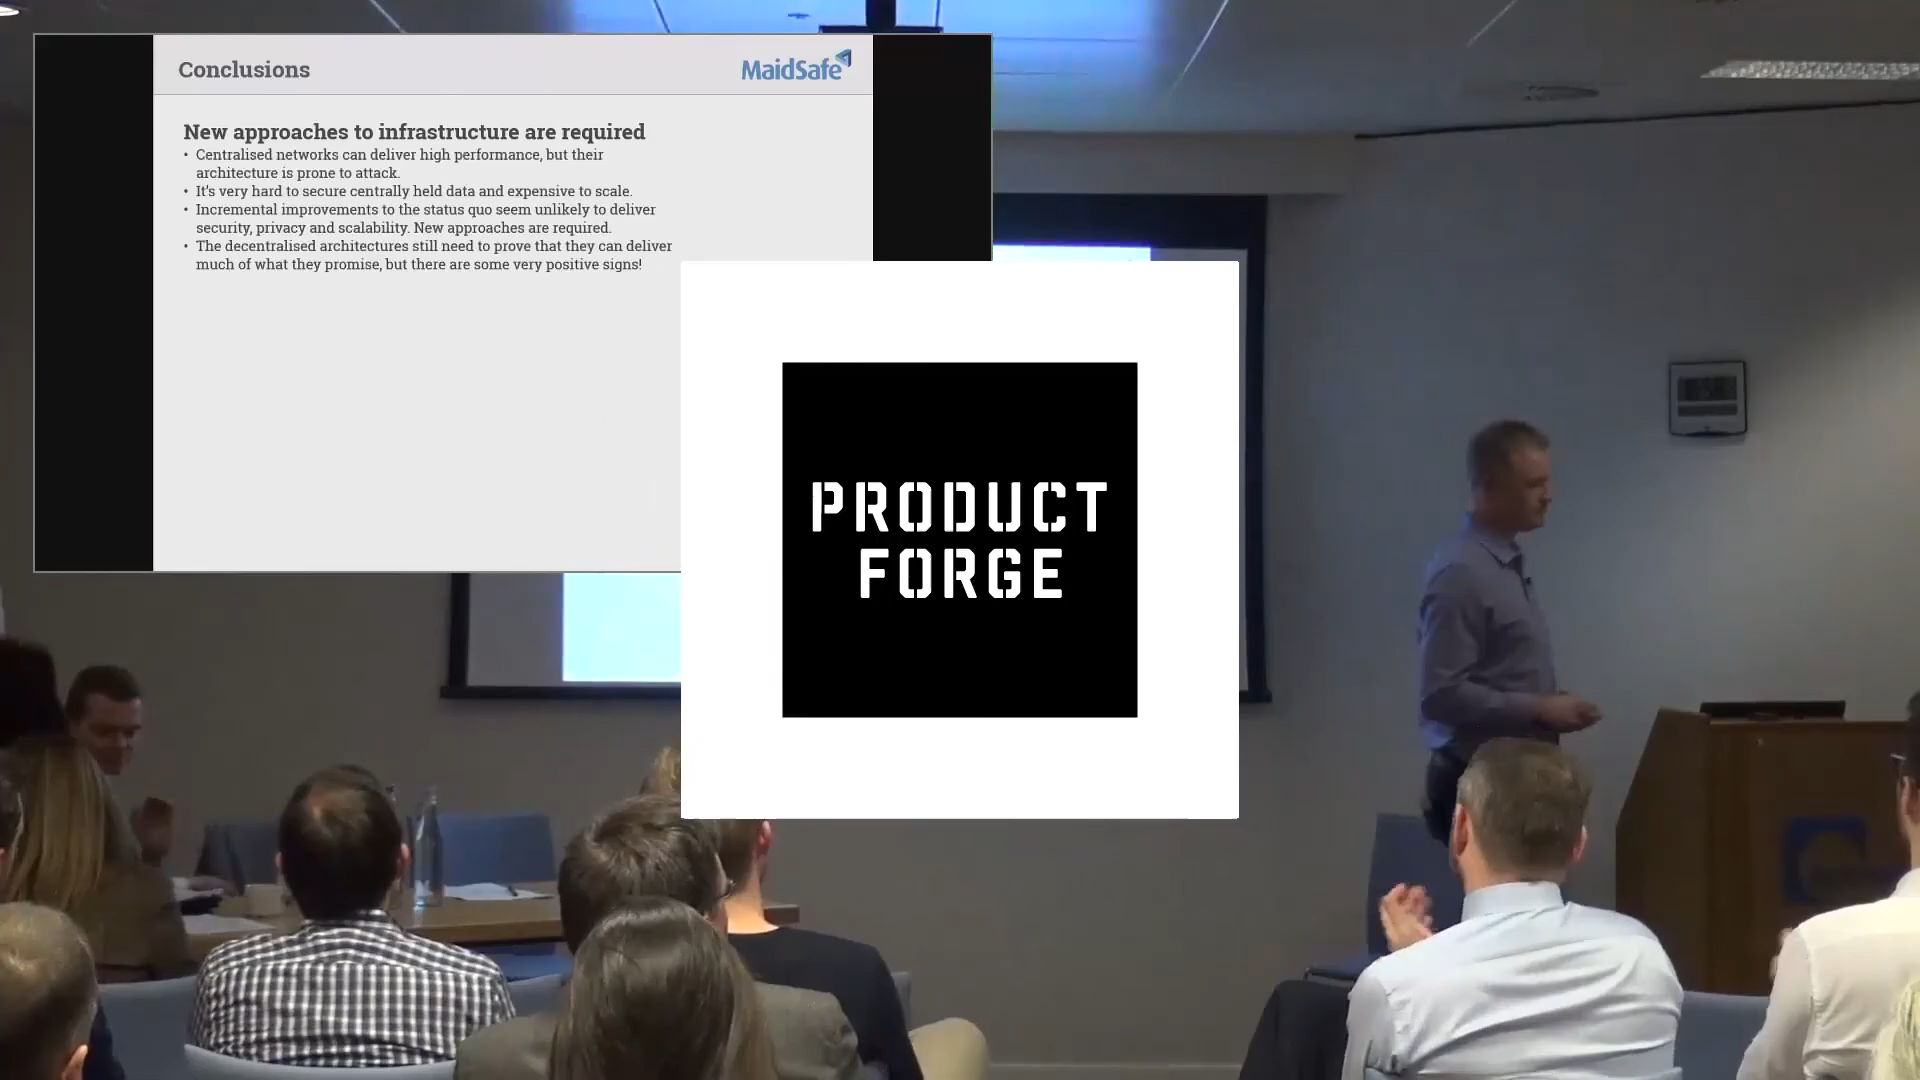 Conclusions
MaidSafe
New approaches to infrastructure are required
• Centralised networks can deliver high performance, but their
architecture is prone to attack.
• It's very hard to secure centrally held data and expensive to scale.
• Incremental improvements to the status quo seem unlikely to deliver
security, privacy and scalability. New approaches are required.
• The decentralised architectures still need to prove that they can deliver
much of what they promise, but there are some very positive signs!
PRODUCT
FORGE